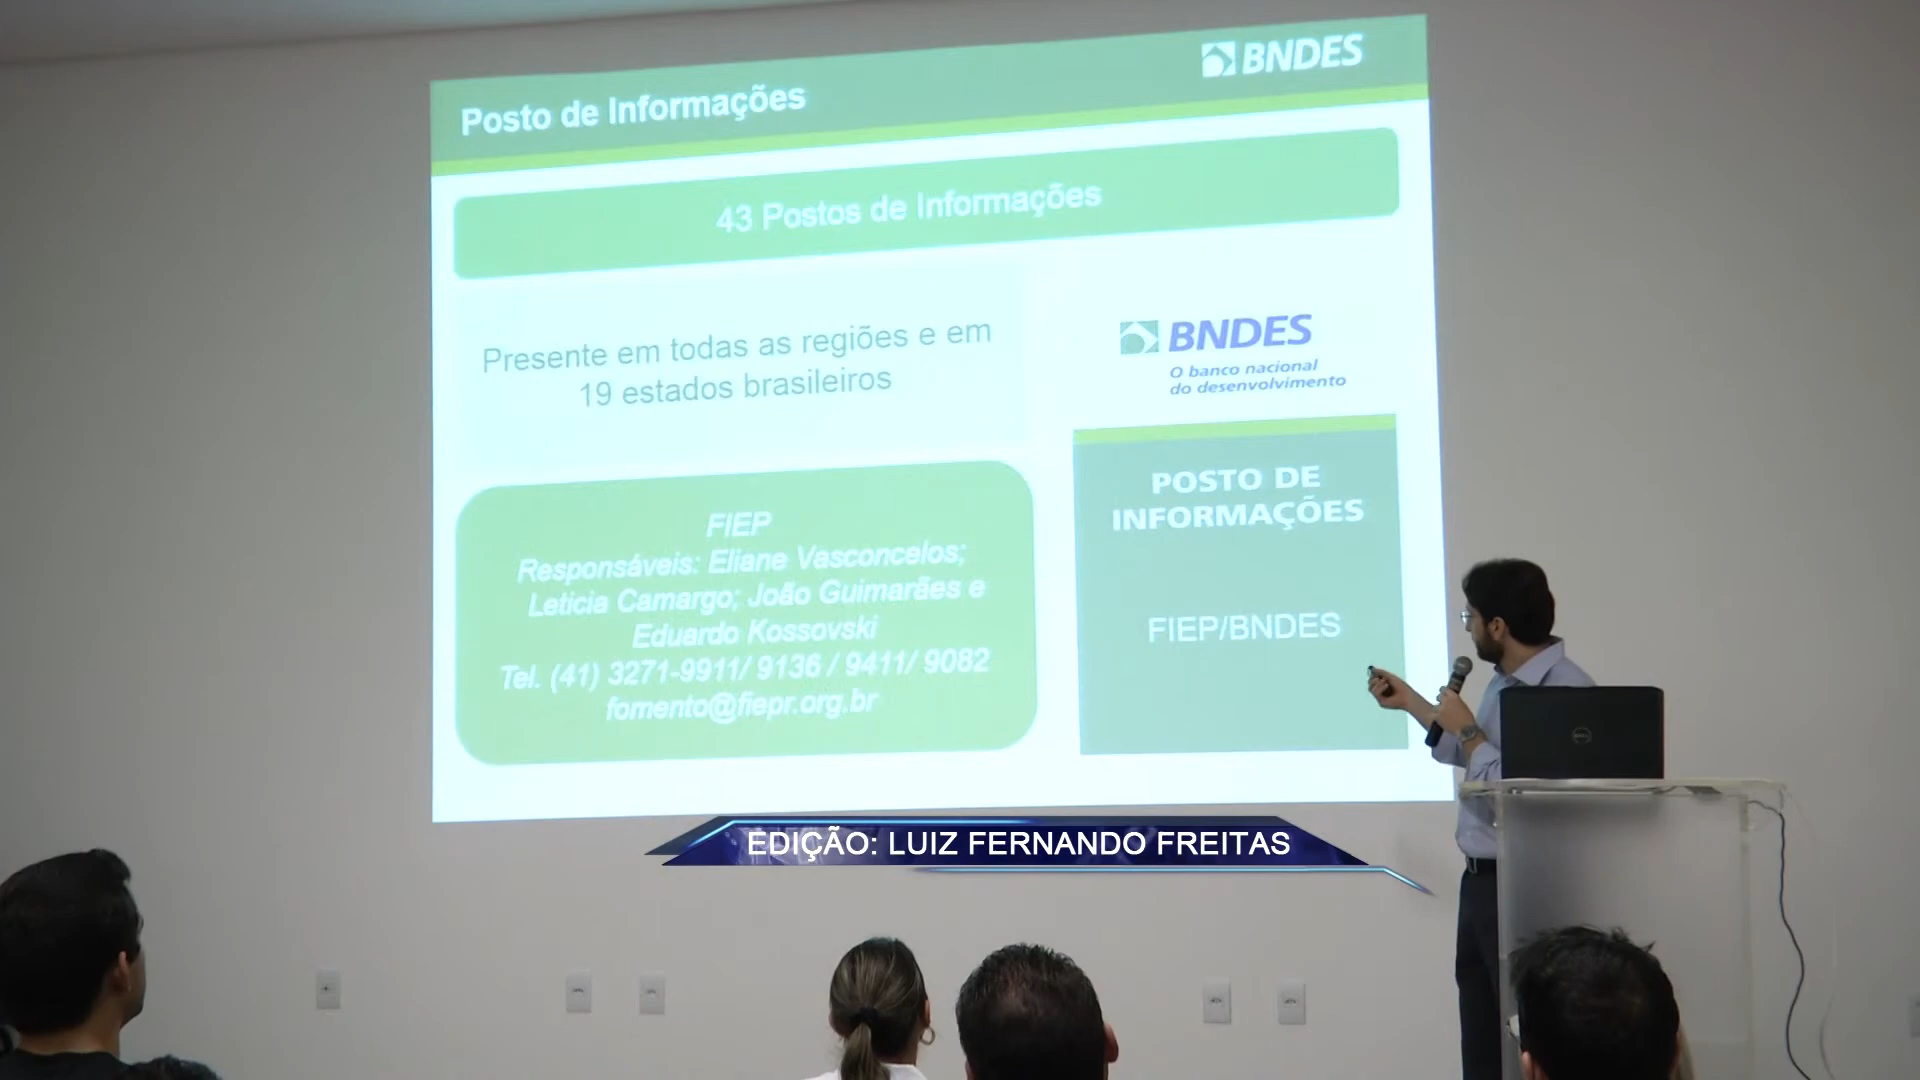 BNDES
Posto de Informações
43 Postos de Informações
Presente em todas as regiões e em
19 estados brasileiros
BNDES
O banco nacional
do desenvolvimento
FIEP
Responsáveis: Eliane Vasconcelos;
Leticia Camargo; João Guimarães e
Eduardo Kossovski
Tel. (41) 3271-9911/ 9136 / 9411/ 9082
fomento@fiepr.org.br
POSTO DE
INFORMAÇÕES
FIEP/BNDES
DELL
EDIÇÃO: LUIZ FERNANDO FREITAS